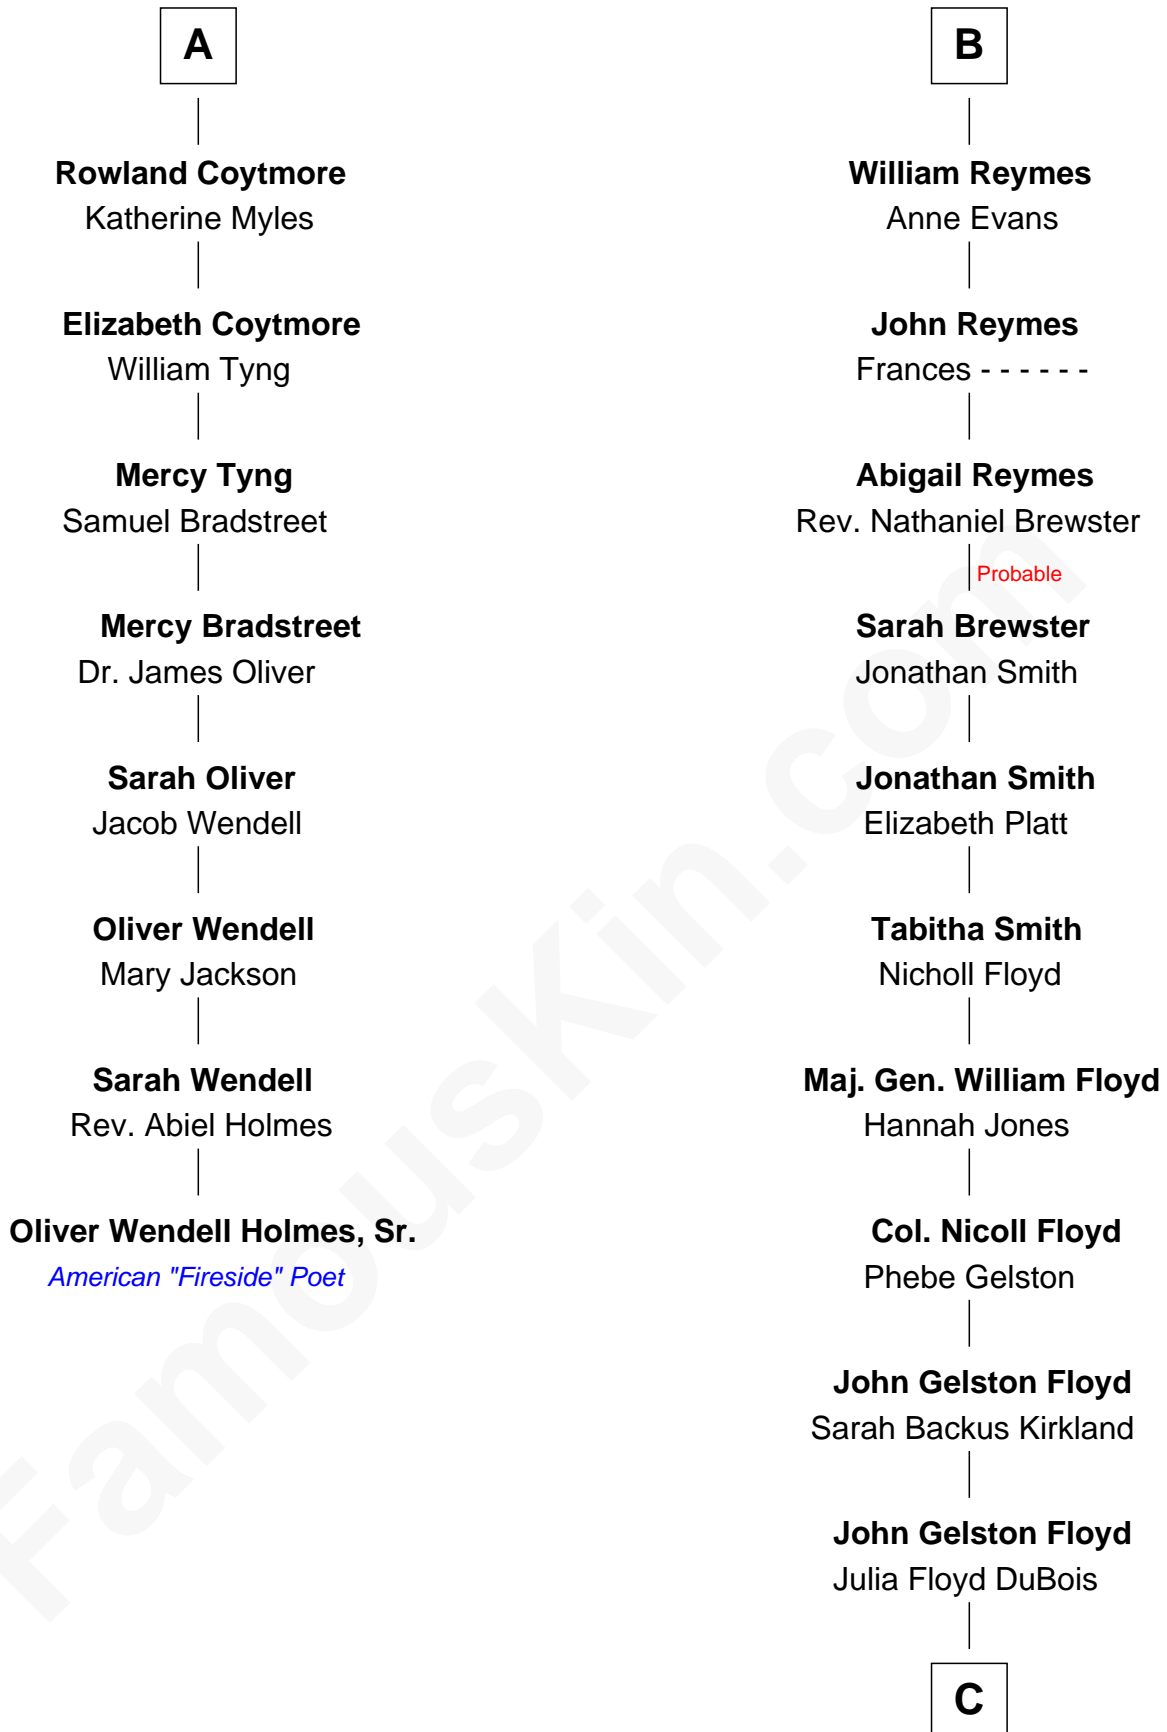 A
Rowland Coytmore
Katherine Myles
Elizabeth Coytmore
William Tyng
Mercy Tyng
Samuel Bradstreet
Mercy Bradstreet
Dr. James Oliver
Sarah Oliver
Jacob Wendell
Oliver Wendell
Mary Jackson
Sarah Wendell
Rev. Abiel Holmes
Oliver Wendell Holmes, Sr.
American "Fireside" Poet
B
William Reymes
Anne Evans
John Reymes
Frances - - - - - -
Abigail Reymes
Rev. Nathaniel Brewster
Probable
Sarah Brewster
Jonathan Smith
Jonathan Smith
Elizabeth Platt
Tabitha Smith
Nicholl Floyd
Maj. Gen. William Floyd
Hannah Jones
Col. Nicoll Floyd
Phebe Gelston
John Gelston Floyd
Sarah Backus Kirkland
John Gelston Floyd
Julia Floyd DuBois
C
FamousKin.com